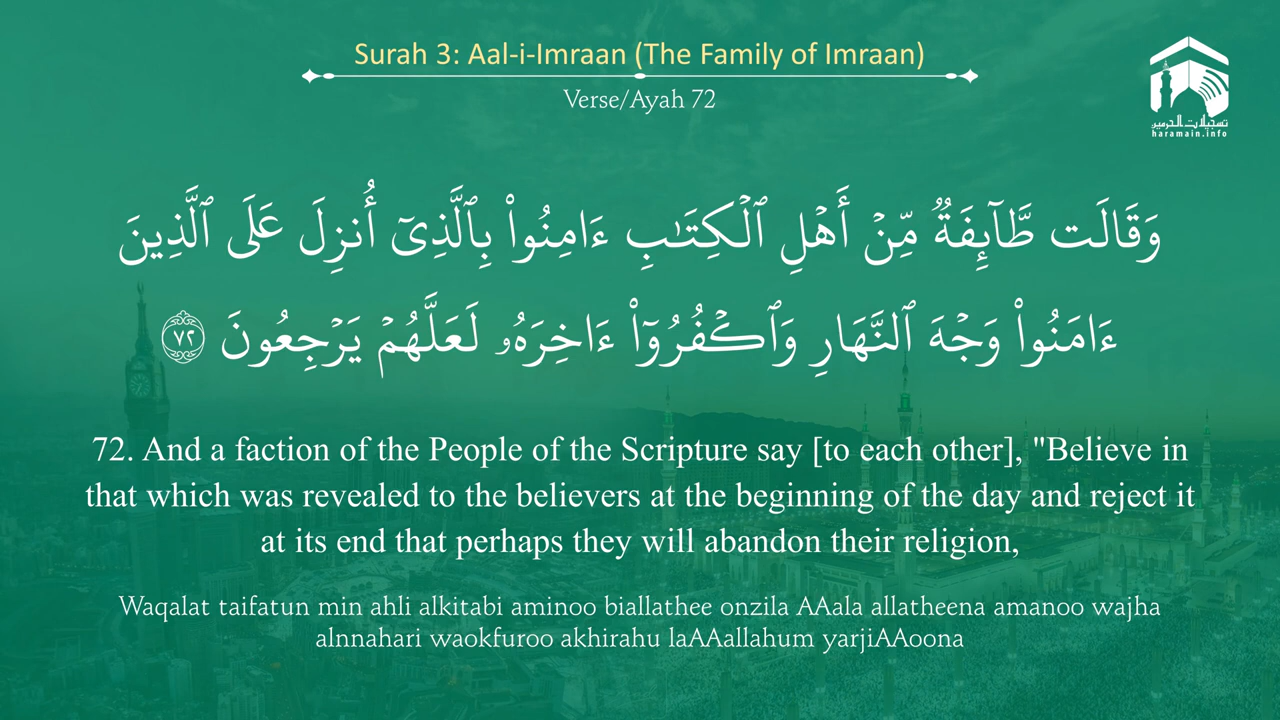 Surah 3: Aal-i-Imraan (The Family of Imraan)
Verse/Ayah 72
تسجيلات الحرمين
haramain.info
وَقَالَت طَّآئِفَةٌ مِّنۡ أَهۡلِ ٱلۡكِتَٰبِ ءَامِنُواْ بِٱلَّذِيٓ أُنزِلَ عَلَى ٱلَّذِينَ
ءَامَنُواْ وَجۡهَ ٱلنَّهَارِ وَٱكۡفُرُوٓاْ ءَاخِرَهُۥ لَعَلَّهُمۡ يَرۡجِعُونَ ٧٢
72. And a faction of the People of the Scripture say [to each other], "Believe in
that which was revealed to the believers at the beginning of the day and reject it
at its end that perhaps they will abandon their religion,
Waqalat taifatun min ahli alkitabi aminoo biallathee onzila AAala allatheena amanoo wajha
alnnahari waokfuroo akhirahu laAAallahum yarjiAAoona